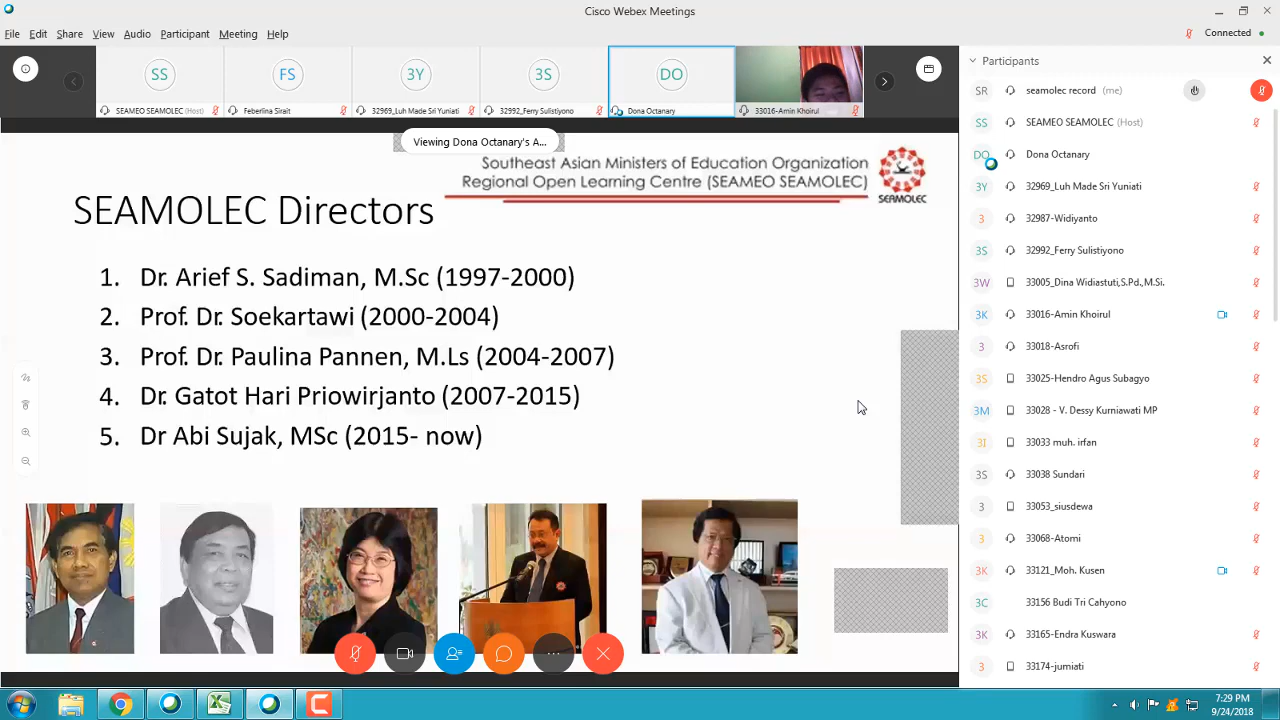 Cisco Webex Meetings
File Edit Share View Audio Participant Meeting Help
Connected
SS
SEAMEO SEAMOLEC (Host)
FS
Feberlina Sirait
3Y
32969_Luh Made Sri Yuniati
3S
32992_Ferry Sulistiyono
DO
Dona Octanary
33016-Amin Khoirul
Viewing Dona Octanary's A...
Southeast Asian Ministers of Education Organization
Regional Open Learning Centre (SEAMEO SEAMOLEC)
SEAMOLEC
SEAMOLEC Directors
1. Dr. Arief S. Sadiman, M.Sc (1997-2000)
2. Prof. Dr. Soekartawi (2000-2004)
3. Prof. Dr. Paulina Pannen, M.Ls (2004-2007)
4. Dr. Gatot Hari Priowirjanto (2007-2015)
5. Dr Abi Sujak, MSc (2015- now)
Participants
SR seamolec record (me)
SS SEAMEO SEAMOLEC (Host)
DO Dona Octanary
3Y 32969_Luh Made Sri Yuniati
3 32987-Widiyanto
3S 32992_Ferry Sulistiyono
3W 33005_Dina Widiastuti,S.Pd.,M.Si.
3K 33016-Amin Khoirul
3 33018-Asrofi
3S 33025-Hendro Agus Subagyo
3M 33028 - V. Dessy Kurniawati MP
3I 33033 muh. irfan
3S 33038 Sundari
3 33053_siusdewa
3 33068-Atomi
3K 33121_Moh. Kusen
3C 33156 Budi Tri Cahyono
3K 33165-Endra Kuswara
3 33174-jumiati
7:29 PM
9/24/2018